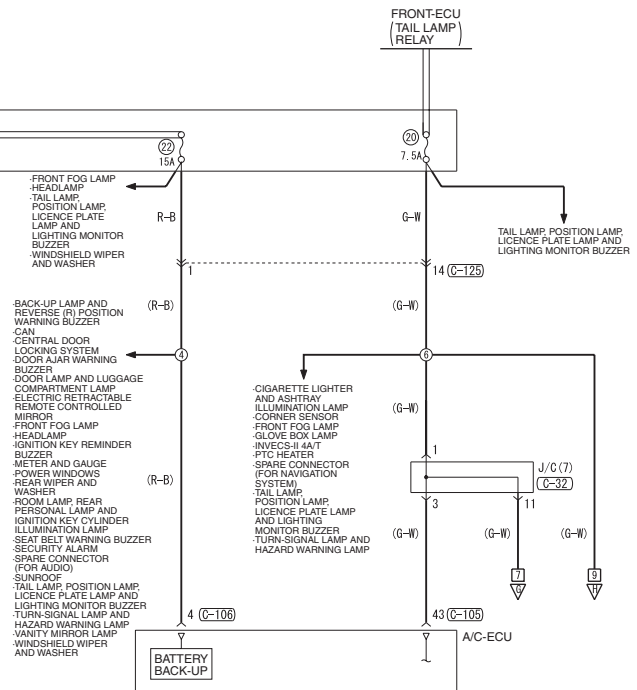 FRONT-ECU
(TAIL LAMP
RELAY)
22
15A
20
7.5A
·FRONT FOG LAMP
·HEADLAMP
·TAIL LAMP,
POSITION LAMP,
LICENCE PLATE
LAMP AND
LIGHTING MONITOR
BUZZER
·WINDSHIELD WIPER
AND WASHER
R-B
G-W
TAIL LAMP, POSITION LAMP,
LICENCE PLATE LAMP AND
LIGHTING MONITOR BUZZER
1
14 (C-125)
(R-B)
(G-W)
·BACK-UP LAMP AND
REVERSE (R) POSITION
WARNING BUZZER
·CAN
·CENTRAL DOOR
LOCKING SYSTEM
·DOOR AJAR WARNING
BUZZER
·DOOR LAMP AND LUGGAGE
COMPARTMENT LAMP
·ELECTRIC RETRACTABLE
REMOTE CONTROLLED
MIRROR
·FRONT FOG LAMP
·HEADLAMP
·IGNITION KEY REMINDER
BUZZER
·METER AND GAUGE
·POWER WINDOWS
·REAR WIPER AND
WASHER
·ROOM LAMP, REAR
PERSONAL LAMP AND
IGNITION KEY CYLINDER
ILLUMINATION LAMP
·SEAT BELT WARNING BUZZER
·SECURITY ALARM
·SPARE CONNECTOR
(FOR AUDIO)
·SUNROOF
·TAIL LAMP, POSITION LAMP,
LICENCE PLATE LAMP AND
LIGHTING MONITOR BUZZER
·TURN-SIGNAL LAMP AND
HAZARD WARNING LAMP
·VANITY MIRROR LAMP
·WINDSHIELD WIPER
AND WASHER
4
6
·CIGARETTE LIGHTER
AND ASHTRAY
ILLUMINATION LAMP
·CORNER SENSOR
·FRONT FOG LAMP
·GLOVE BOX LAMP
·INVECS-II 4A/T
·PTC HEATER
·SPARE CONNECTOR
(FOR NAVIGATION
SYSTEM)
·TAIL LAMP,
POSITION LAMP,
LICENCE PLATE LAMP
AND LIGHTING
MONITOR BUZZER
·TURN-SIGNAL LAMP AND
HAZARD WARNING LAMP
(G-W)
1
J/C(7)
(C-32)
(R-B)
3
11
(G-W)
(G-W)
(G-W)
7
G
9
H
4 (C-106)
43 (C-105)
A/C-ECU
BATTERY
BACK-UP